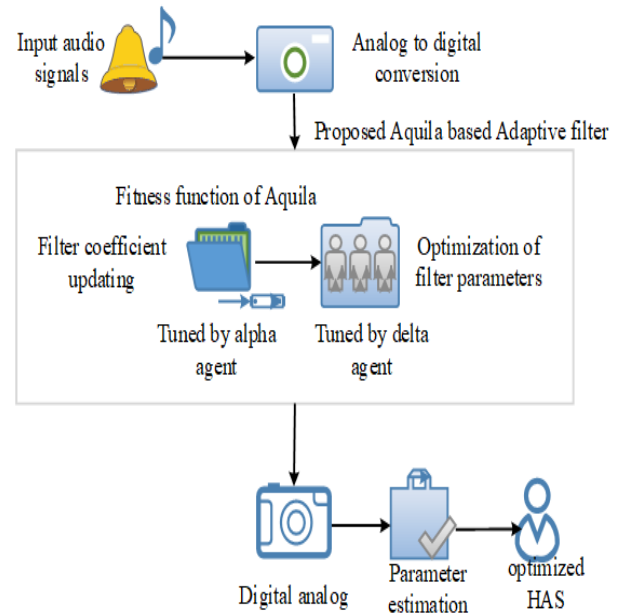 Input audio
signals
Analog to digital
conversion
Proposed Aquila based Adaptive filter
Fitness function of Aquila
Filter coefficient
updating
Optimization of
filter parameters
Tuned by alpha
agent
Tuned by delta
agent
Digital analog
Parameter
estimation
optimized
HAS